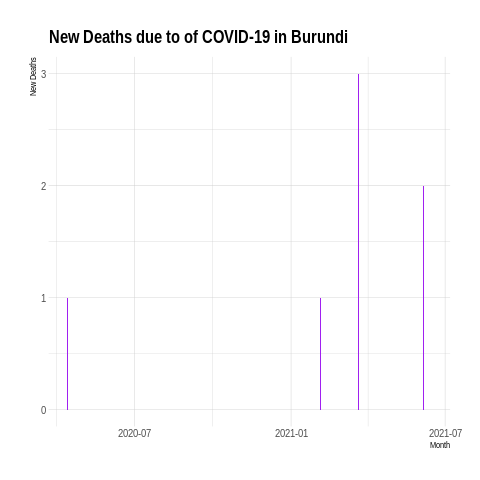 New Deaths due to of COVID-19 in Burundi
New Deaths
3
2
1
0
2020-07
2021-01
2021-07
Month